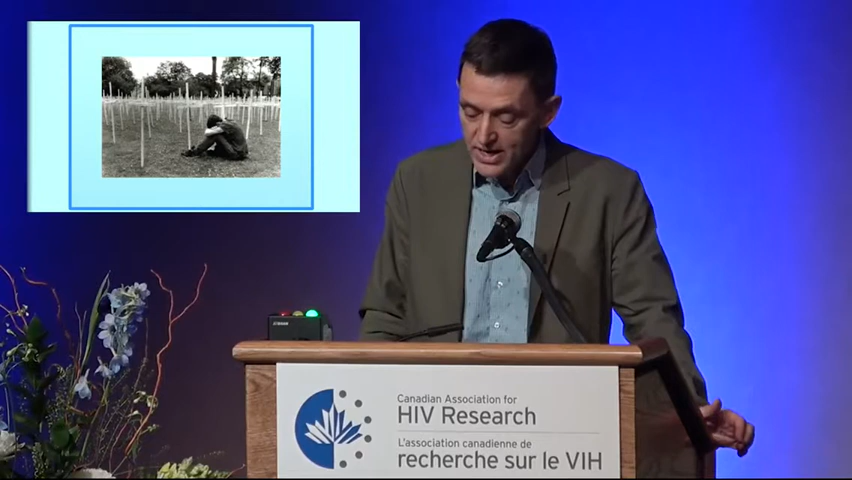 Canadian Association for
HIV Research
L'association canadienne de
recherche sur le VIH